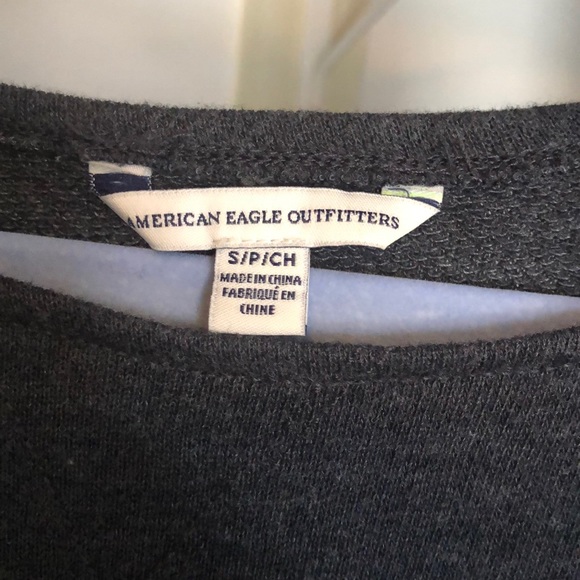 AMERICAN EAGLE OUTFITTERS
S/P/CH
MADE IN CHINA
FABRIQUÉ EN
CHINE